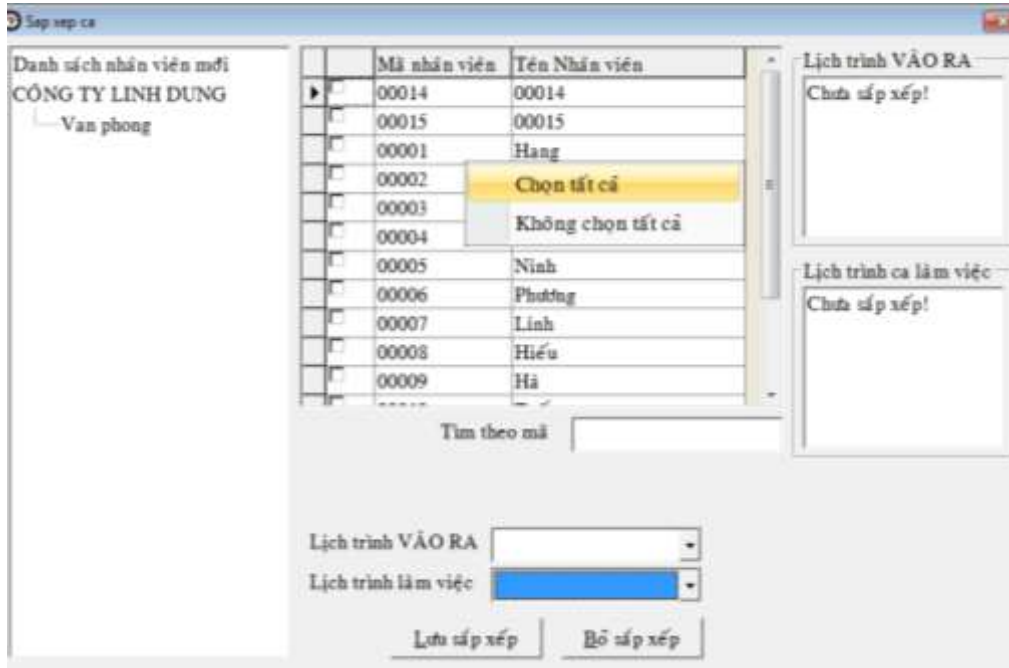 Sap xep ca
Danh sách nhân viên mới
CÔNG TY LINH DUNG
Van phong
Mã nhân viên Tên Nhân viên
00014 00014
00015 00015
00001 Hang
00002
00003
00004
00005 Ninh
00006 Phương
00007 Linh
00008 Hiếu
00009 Hà
Chọn tất cả
Không chọn tất cả
Tìm theo mã
Lịch trình VÀO RA
Chưa sắp xếp!
Lịch trình ca làm việc
Chưa sắp xếp!
Lịch trình VÀO RA
Lịch trình làm việc
Lưu sắp xếp Bỏ sắp xếp